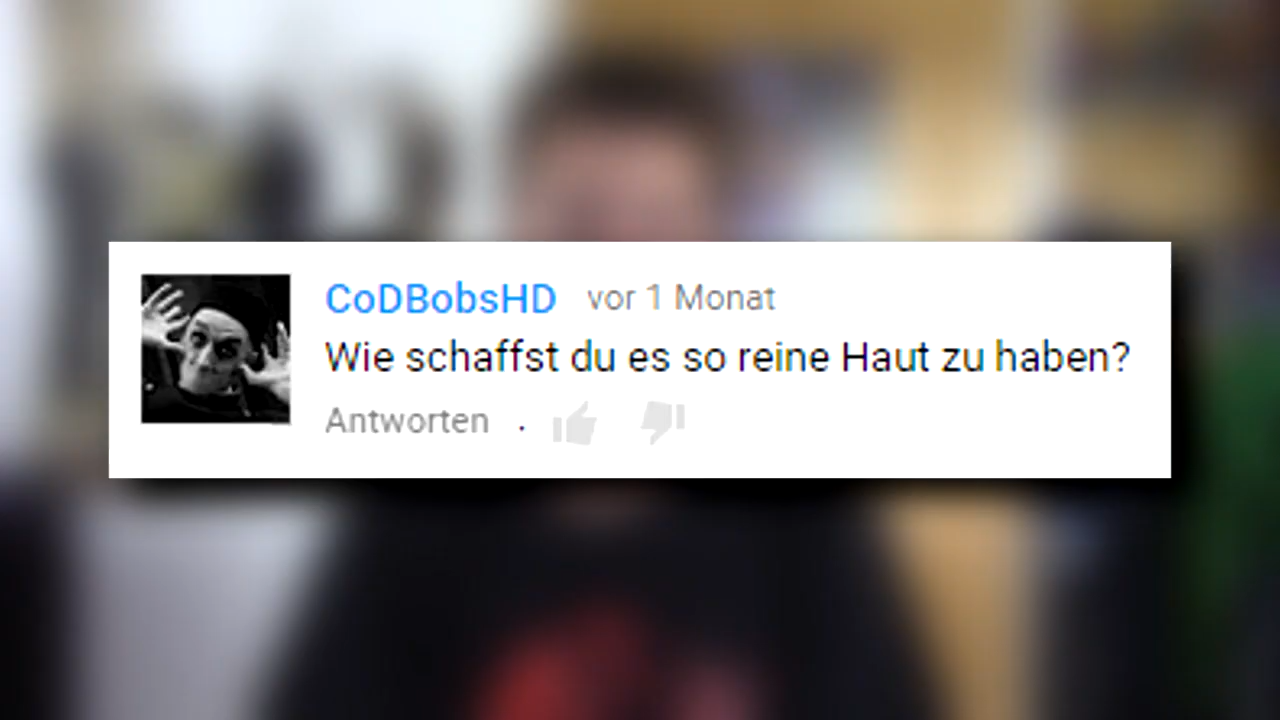 CoDBobsHD vor 1 Monat
Wie schaffst du es so reine Haut zu haben?
Antworten .